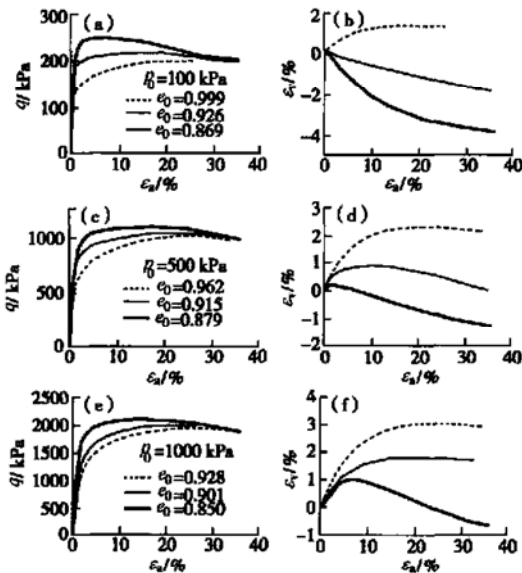 (a)
300
200
100
0
q/ kPa
p₀=100 kPa
e₀=0.999
e₀=0.926
e₀=0.869
0 10 20 30 40
εₐ/%
(b)
2
0
-2
-4
εᵥ/%
0 10 20 30 40
εₐ/%
(c)
1000
500
0
q/ kPa
p₀=500 kPa
e₀=0.962
e₀=0.915
e₀=0.879
0 10 20 30 40
εₐ/%
(d)
3
2
1
0
-1
-2
εᵥ/%
0 10 20 30 40
εₐ/%
(e)
2500
2000
1500
1000
500
0
q/ kPa
p₀=1000 kPa
e₀=0.928
e₀=0.901
e₀=0.850
0 10 20 30 40
εₐ/%
(f)
4
3
2
1
0
-1
εᵥ/%
0 10 20 30 40
εₐ/%